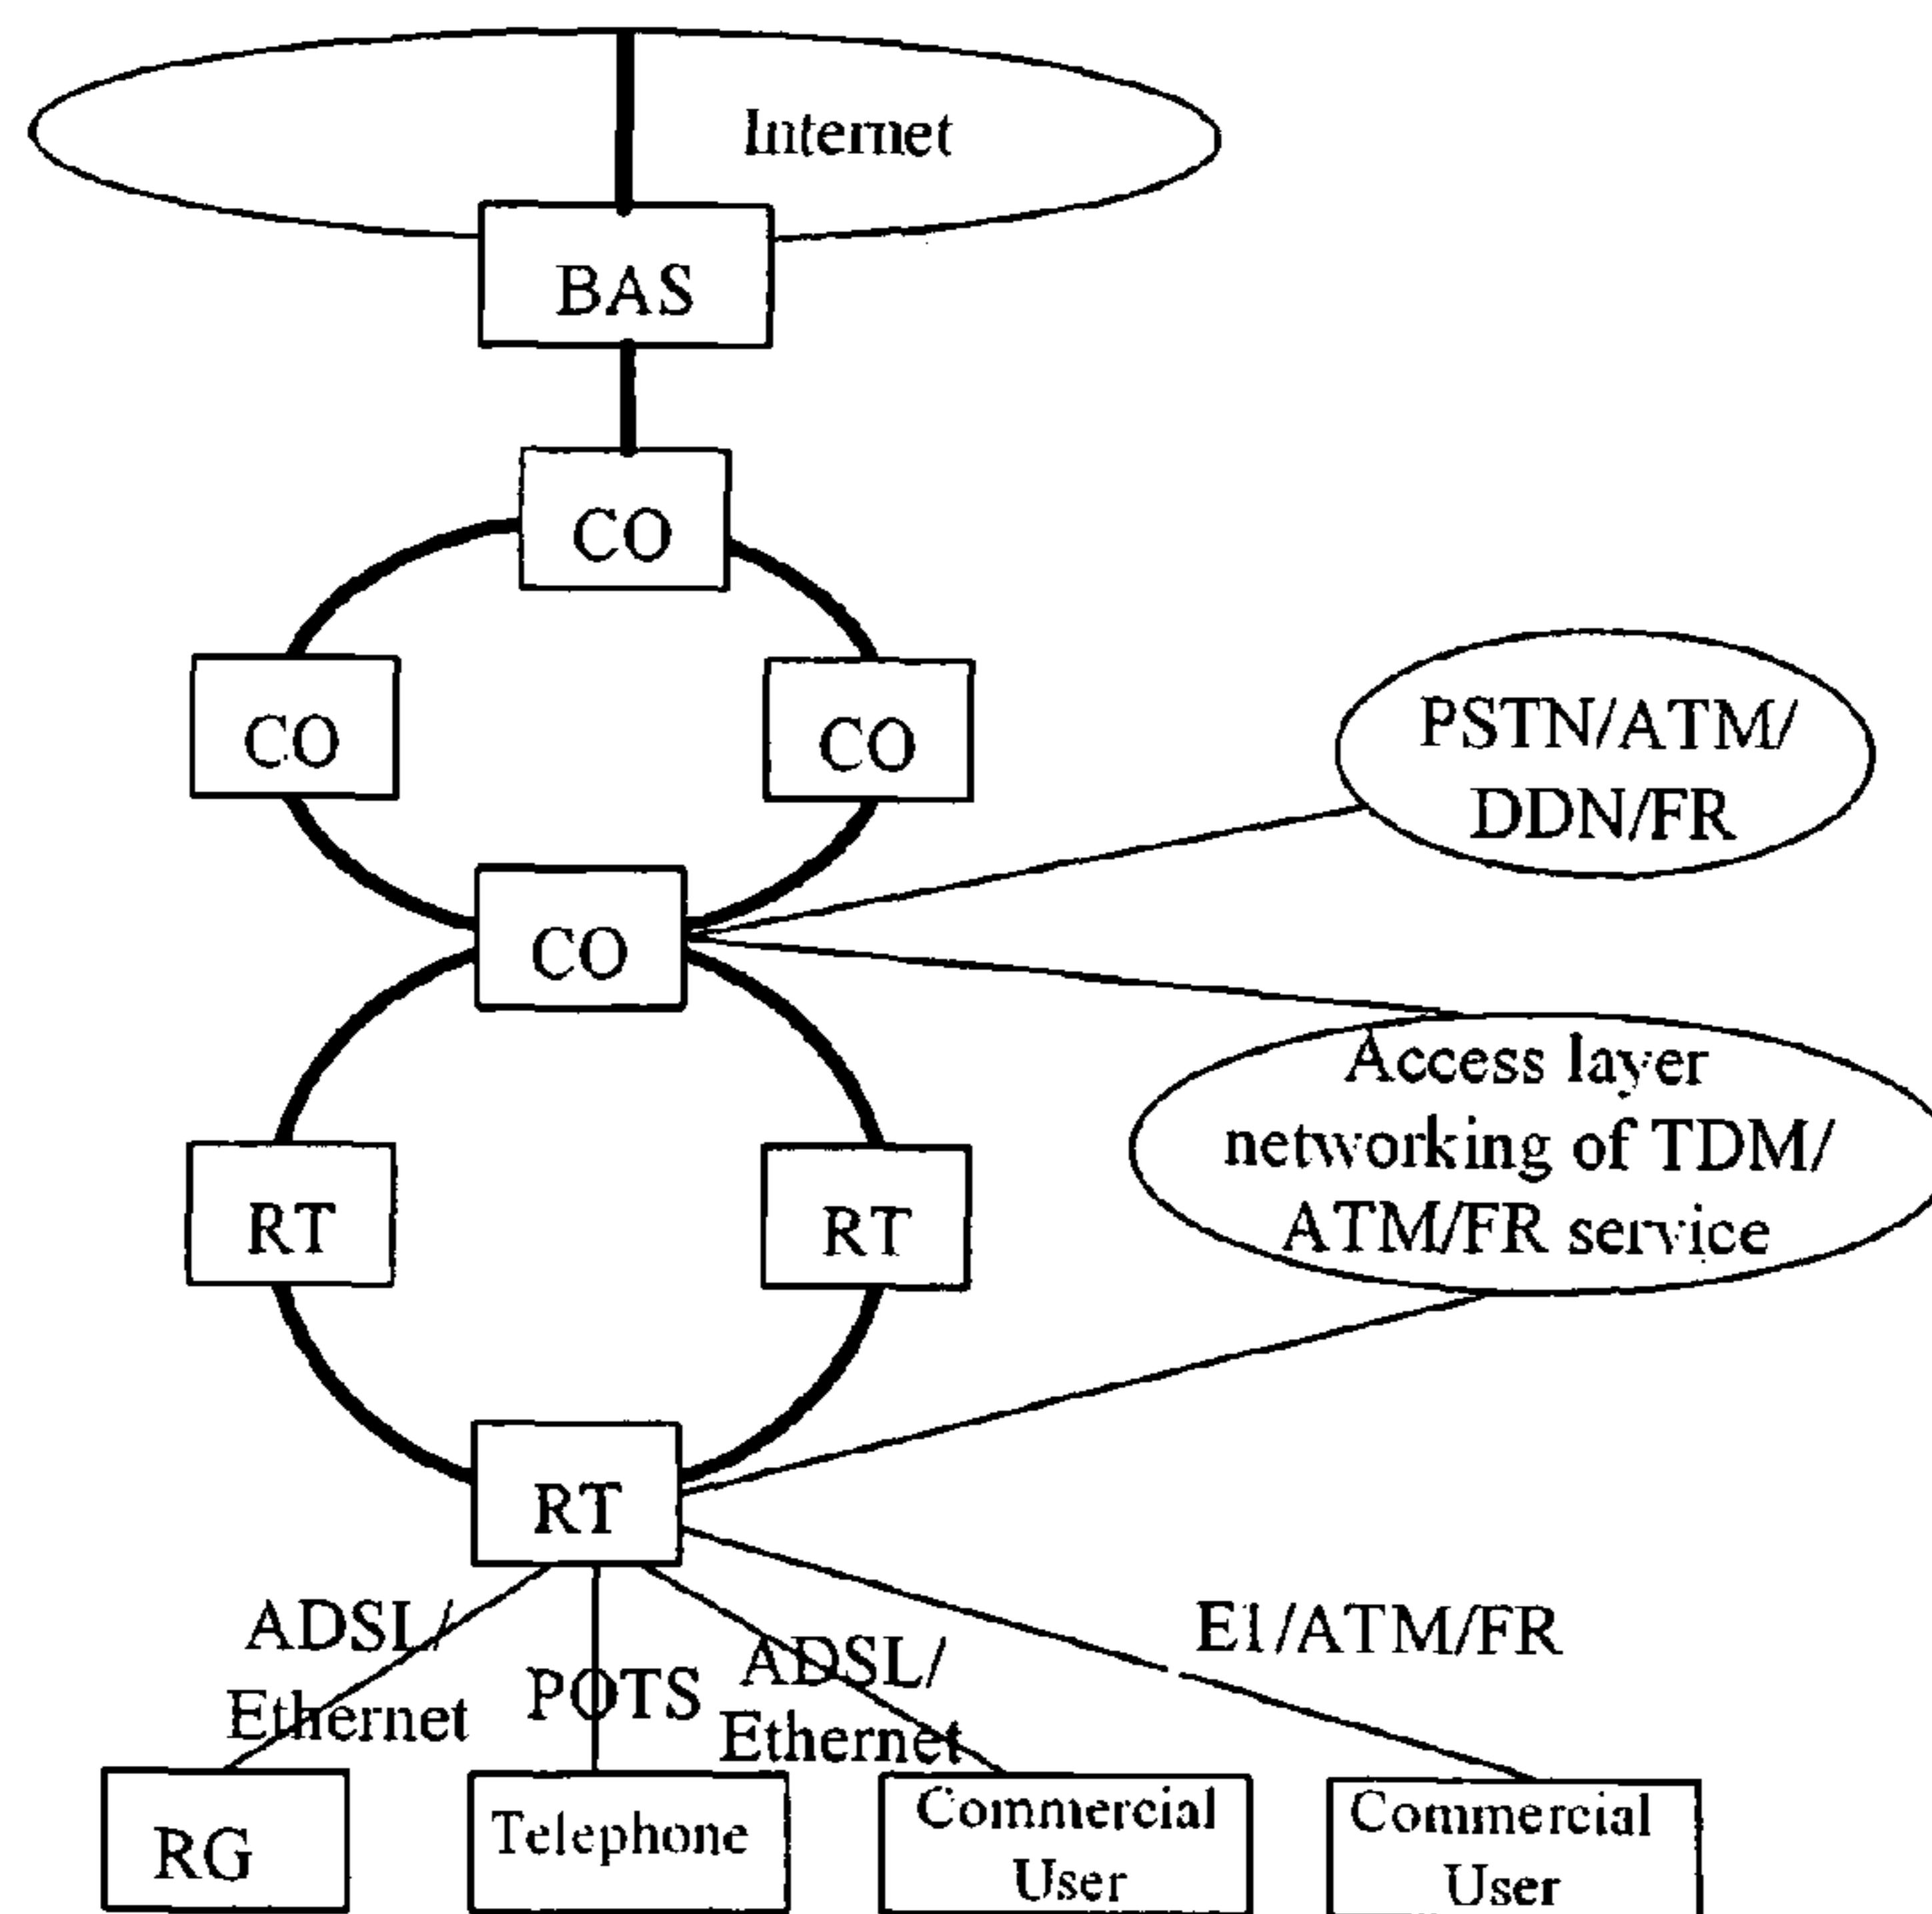 Internet
BAS
CO
CO
CO
PSTN/ATM/
DDN/FR
CO
Access layer
networking of TDM/
ATM/FR service
RT
RT
RT
ADSL/
Ethernet
POTS
ADSL/
Ethernet
E1/ATM/FR
RG
Telephone
Commercial
User
Commercial
User